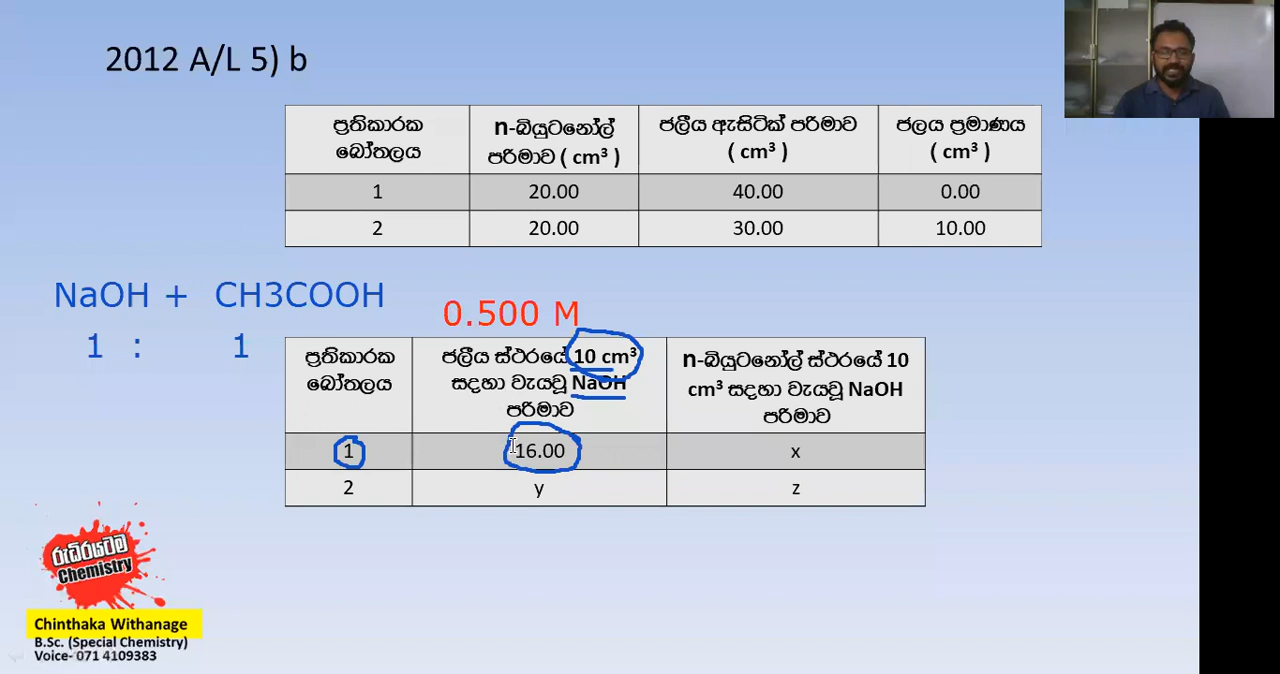 2012 A/L 5) b
ප්‍රතිකාරක
බෝතලය
n-බියුටනෝල්
පරිමාව ( cm³ )
ජලීය ඇසිටික් පරිමාව
( cm³ )
ජලය ප්‍රමාණය
( cm³ )
1
20.00
40.00
0.00
2
20.00
30.00
10.00
NaOH + CH3COOH
1 : 1
0.500 M
ප්‍රතිකාරක
බෝතලය
ජලීය ස්ථරයේ 10 cm³
සඳහා වැයවූ NaOH
පරිමාව
n-බියුටනෝල් ස්ථරයේ 10
cm³ සඳහා වැයවූ NaOH
පරිමාව
1
16.00
x
2
y
z
රුධිරයටම
Chemistry
Chinthaka Withanage
B.Sc. (Special Chemistry)
Voice- 071 4109383